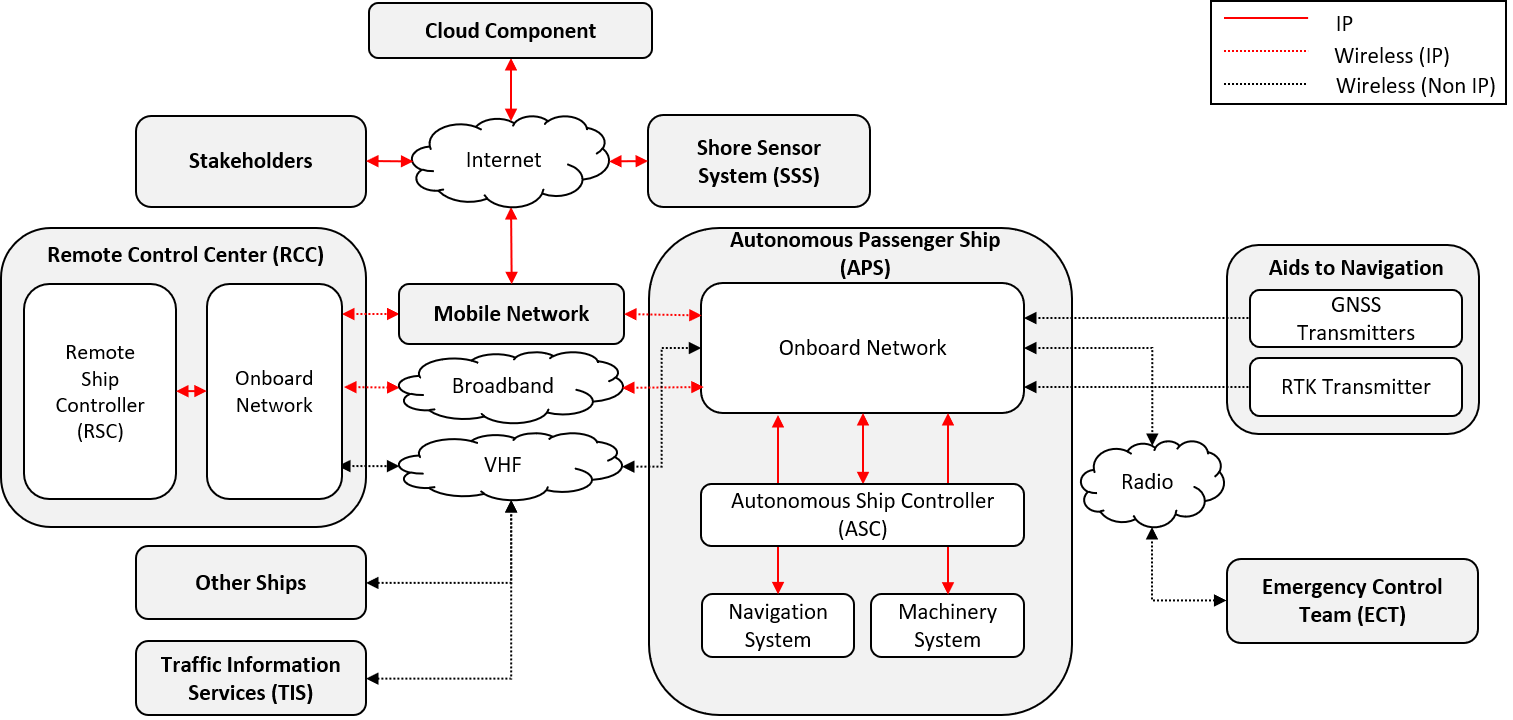 Cloud Component
IP
Wireless (IP)
Wireless (Non IP)
Stakeholders
Internet
Shore Sensor
System (SSS)
Remote Control Center (RCC)
Remote
Ship
Controller
(RSC)
Onboard
Network
Mobile Network
Broadband
VHF
Autonomous Passenger Ship
(APS)
Onboard Network
Autonomous Ship Controller
(ASC)
Navigation
System
Machinery
System
Aids to Navigation
GNSS
Transmitters
RTK Transmitter
Radio
Emergency Control
Team (ECT)
Other Ships
Traffic Information
Services (TIS)